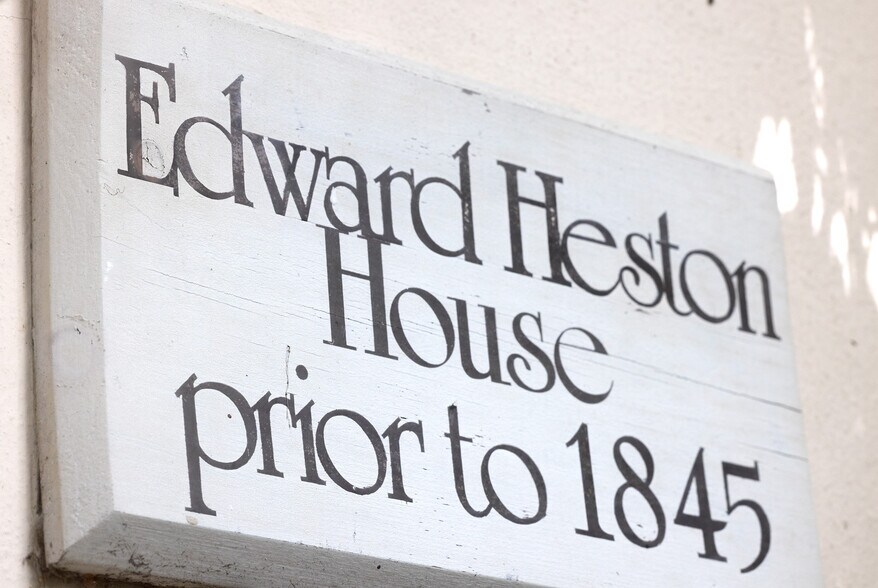 Edward Heston
House
prior to 1845